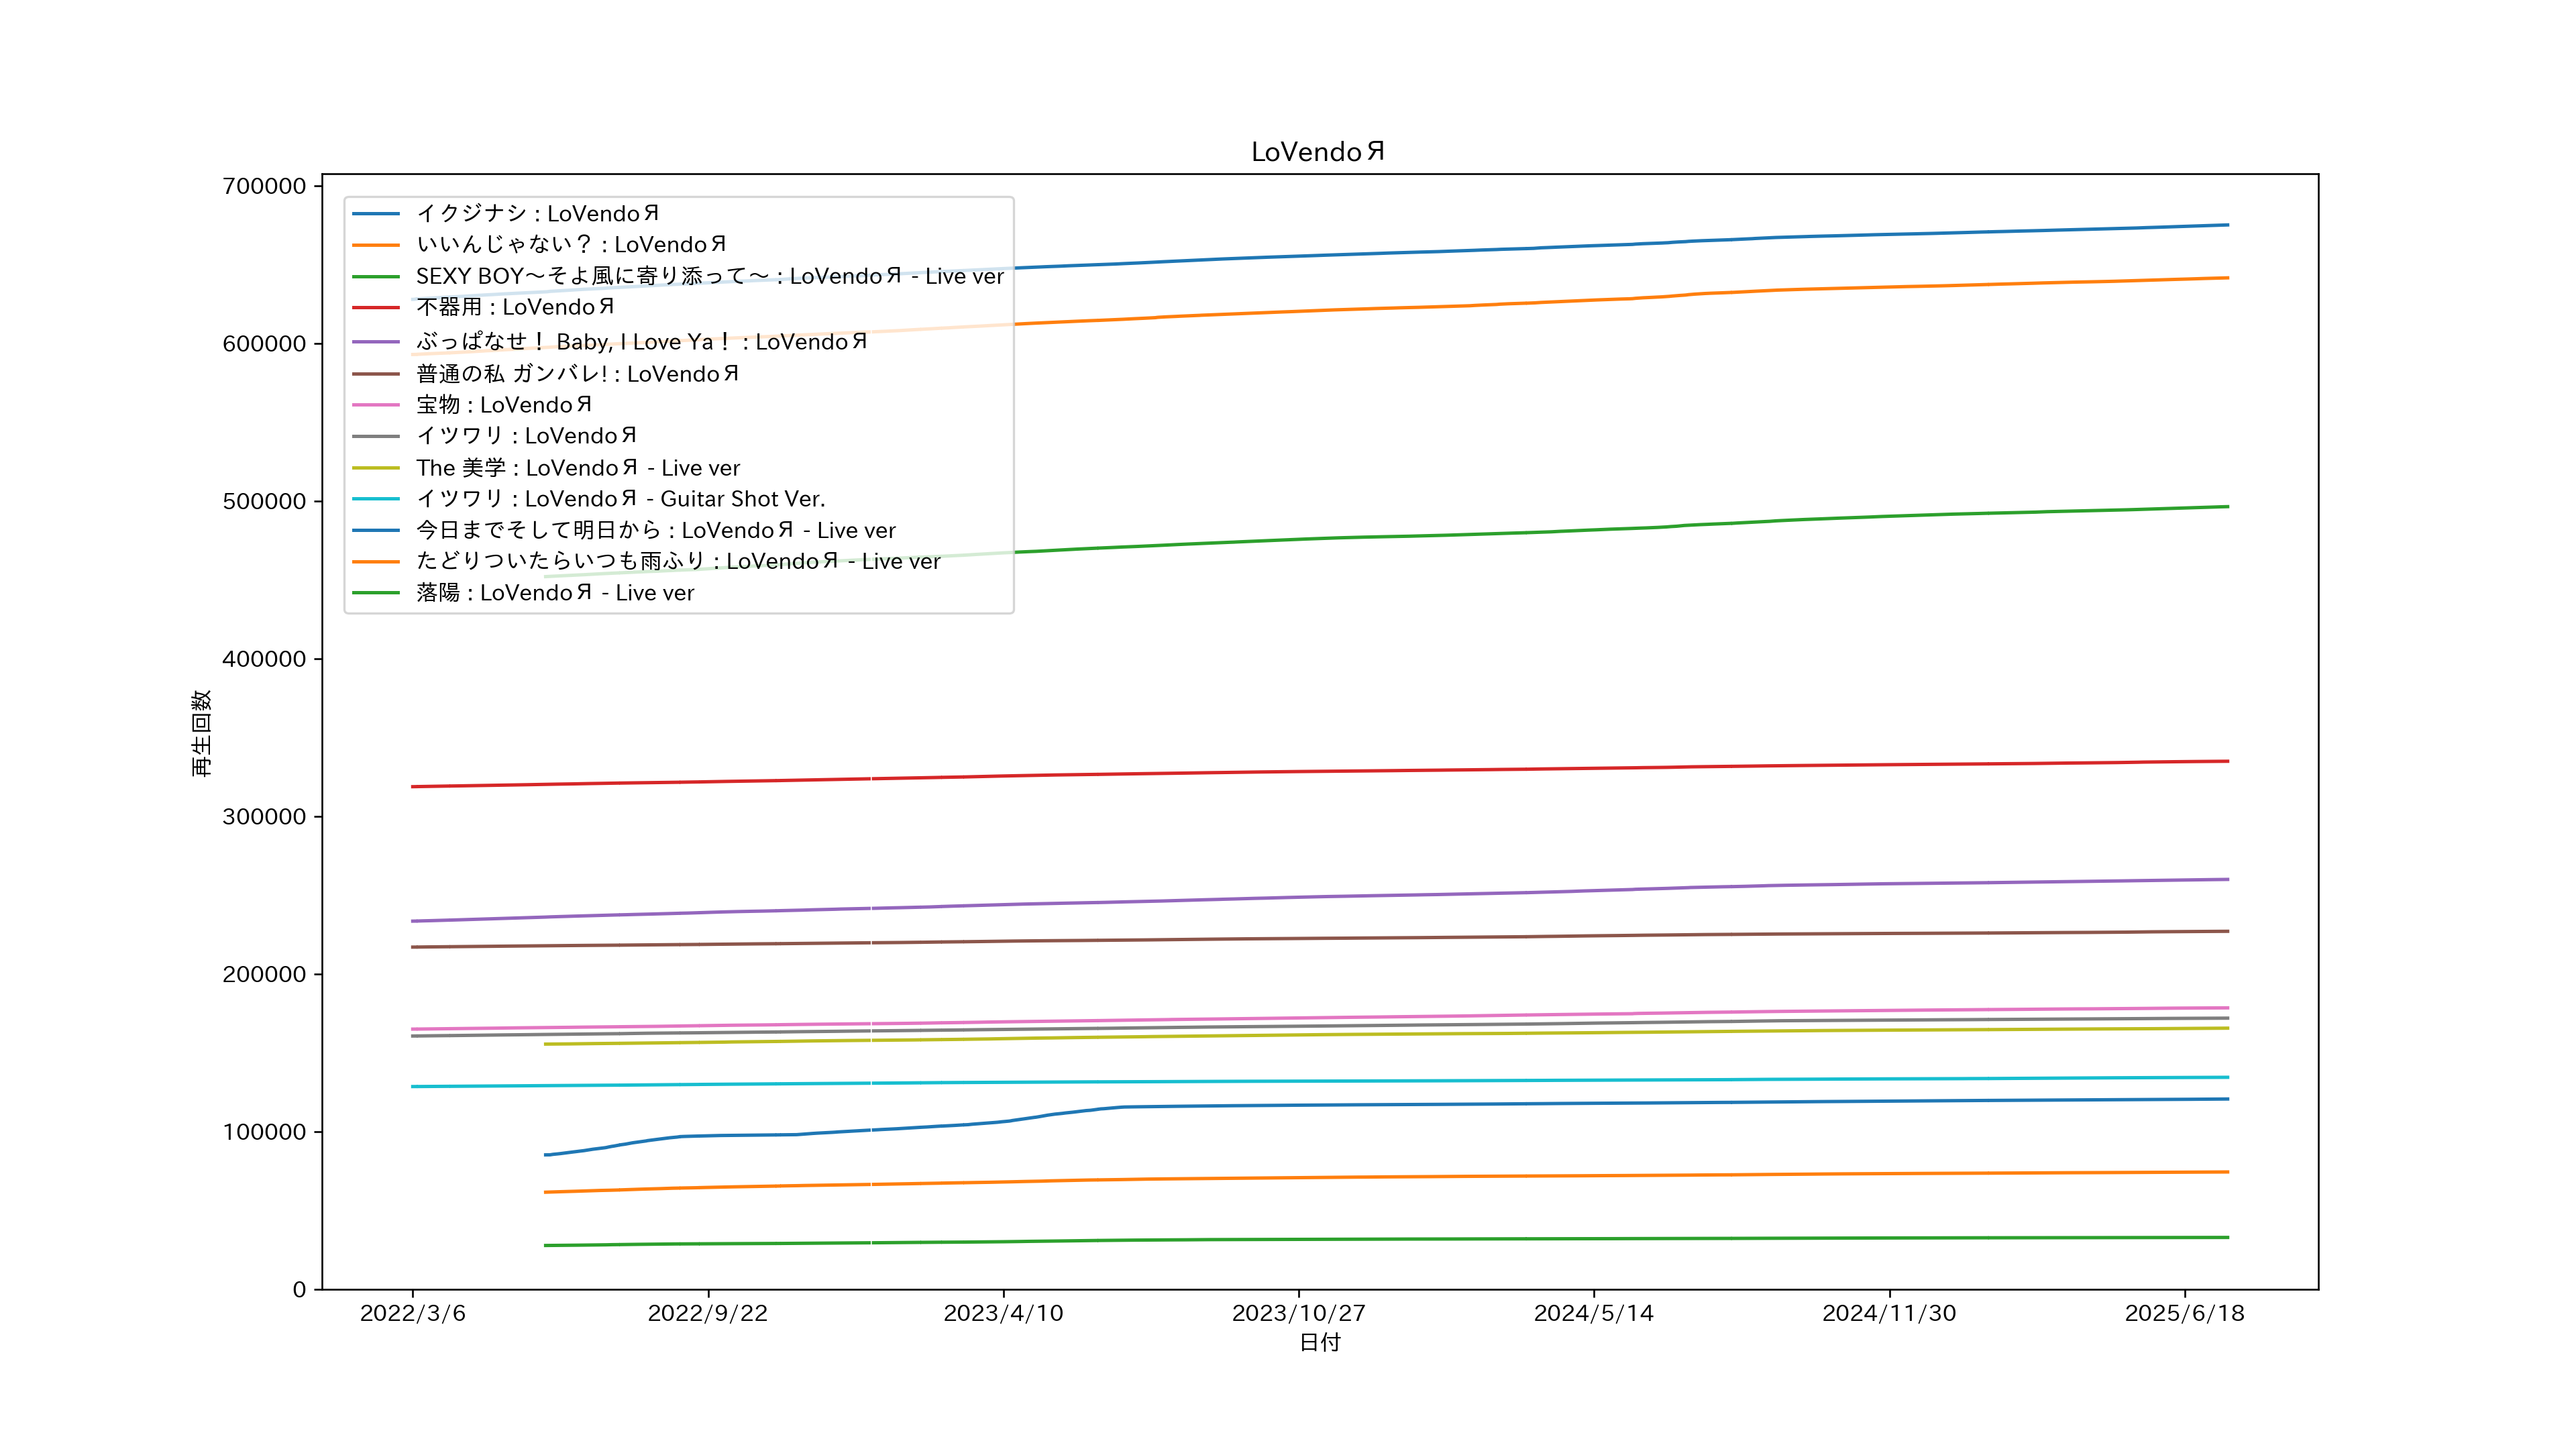 LoVendoЯ
700000
600000
500000
400000
300000
200000
100000
0
再生回数
イクジナシ : LoVendoЯ
いいんじゃない？ : LoVendoЯ
SEXY BOY～そよ風に寄り添って～ : LoVendoЯ - Live ver
不器用 : LoVendoЯ
ぶっぱなせ！ Baby, I Love Ya！ : LoVendoЯ
普通の私 ガンバレ! : LoVendoЯ
宝物 : LoVendoЯ
イツワリ : LoVendoЯ
The 美学 : LoVendoЯ - Live ver
イツワリ : LoVendoЯ - Guitar Shot Ver.
今日までそして明日から : LoVendoЯ - Live ver
たどりついたらいつも雨ふり : LoVendoЯ - Live ver
落陽 : LoVendoЯ - Live ver
2022/3/6 2022/9/22 2023/4/10 2023/10/27 2024/5/14 2024/11/30 2025/6/18
日付